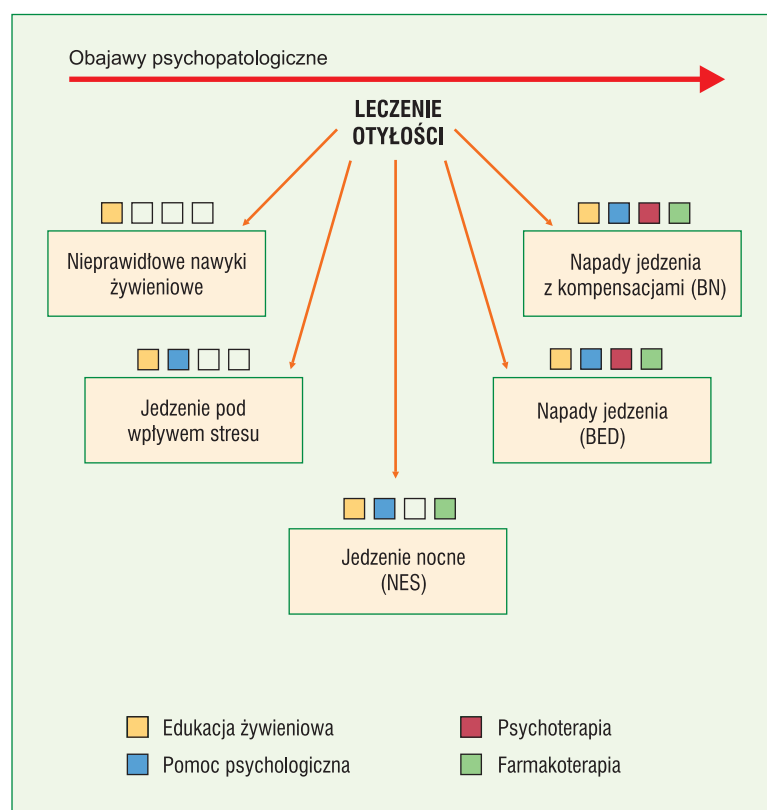 Obajawy psychopatologiczne
LECZENIE
OTYŁOŚCI
Nieprawidłowe nawyki
żywieniowe
Napady jedzenia
z kompensacjami (BN)
Jedzenie pod
wpływem stresu
Napady jedzenia
(BED)
Jedzenie nocne
(NES)
Edukacja żywieniowa
Pomoc psychologiczna
Psychoterapia
Farmakoterapia